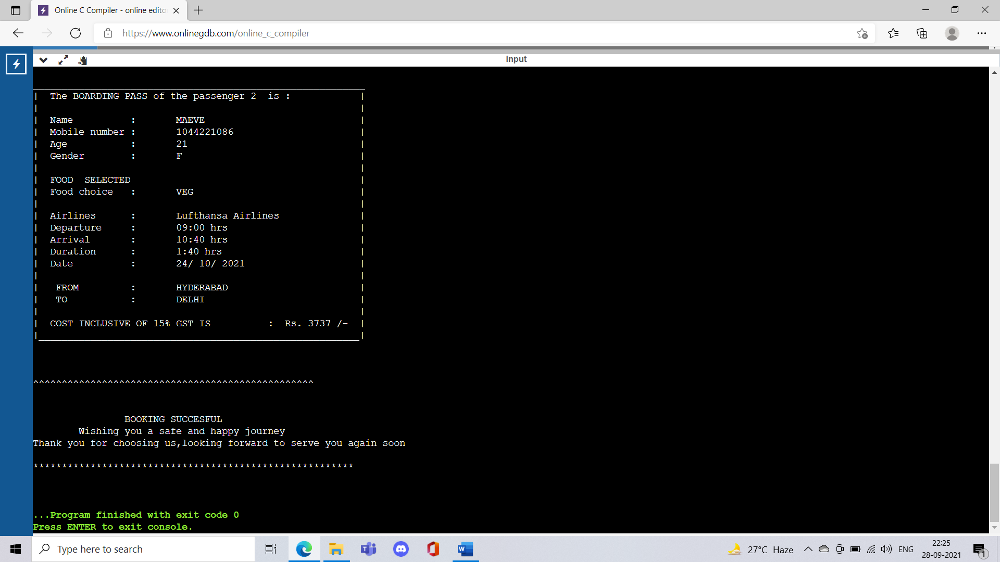 Online C Compiler - online edito
https://www.onlinegdb.com/online_c_compiler
input
| The BOARDING PASS of the passenger 2 is : |
| |
| Name : MAEVE |
| Mobile number : 1044221086 |
| Age : 21 |
| Gender : F |
| |
| FOOD SELECTED |
| Food choice : VEG |
| |
| Airlines : Lufthansa Airlines |
| Departure : 09:00 hrs |
| Arrival : 10:40 hrs |
| Duration : 1:40 hrs |
| Date : 24/ 10/ 2021 |
| |
| FROM : HYDERABAD |
| TO : DELHI |
| |
| COST INCLUSIVE OF 15% GST IS : Rs. 3737 /- |
|________________________________________________________|
^^^^^^^^^^^^^^^^^^^^^^^^^^^^^^^^^^^^^^^^^^^^^^^^^
BOOKING SUCCESFUL
Wishing you a safe and happy journey
Thank you for choosing us,looking forward to serve you again soon
********************************************************
...Program finished with exit code 0
Press ENTER to exit console.
Type here to search
27°C Haze
ENG
22:25
28-09-2021
1